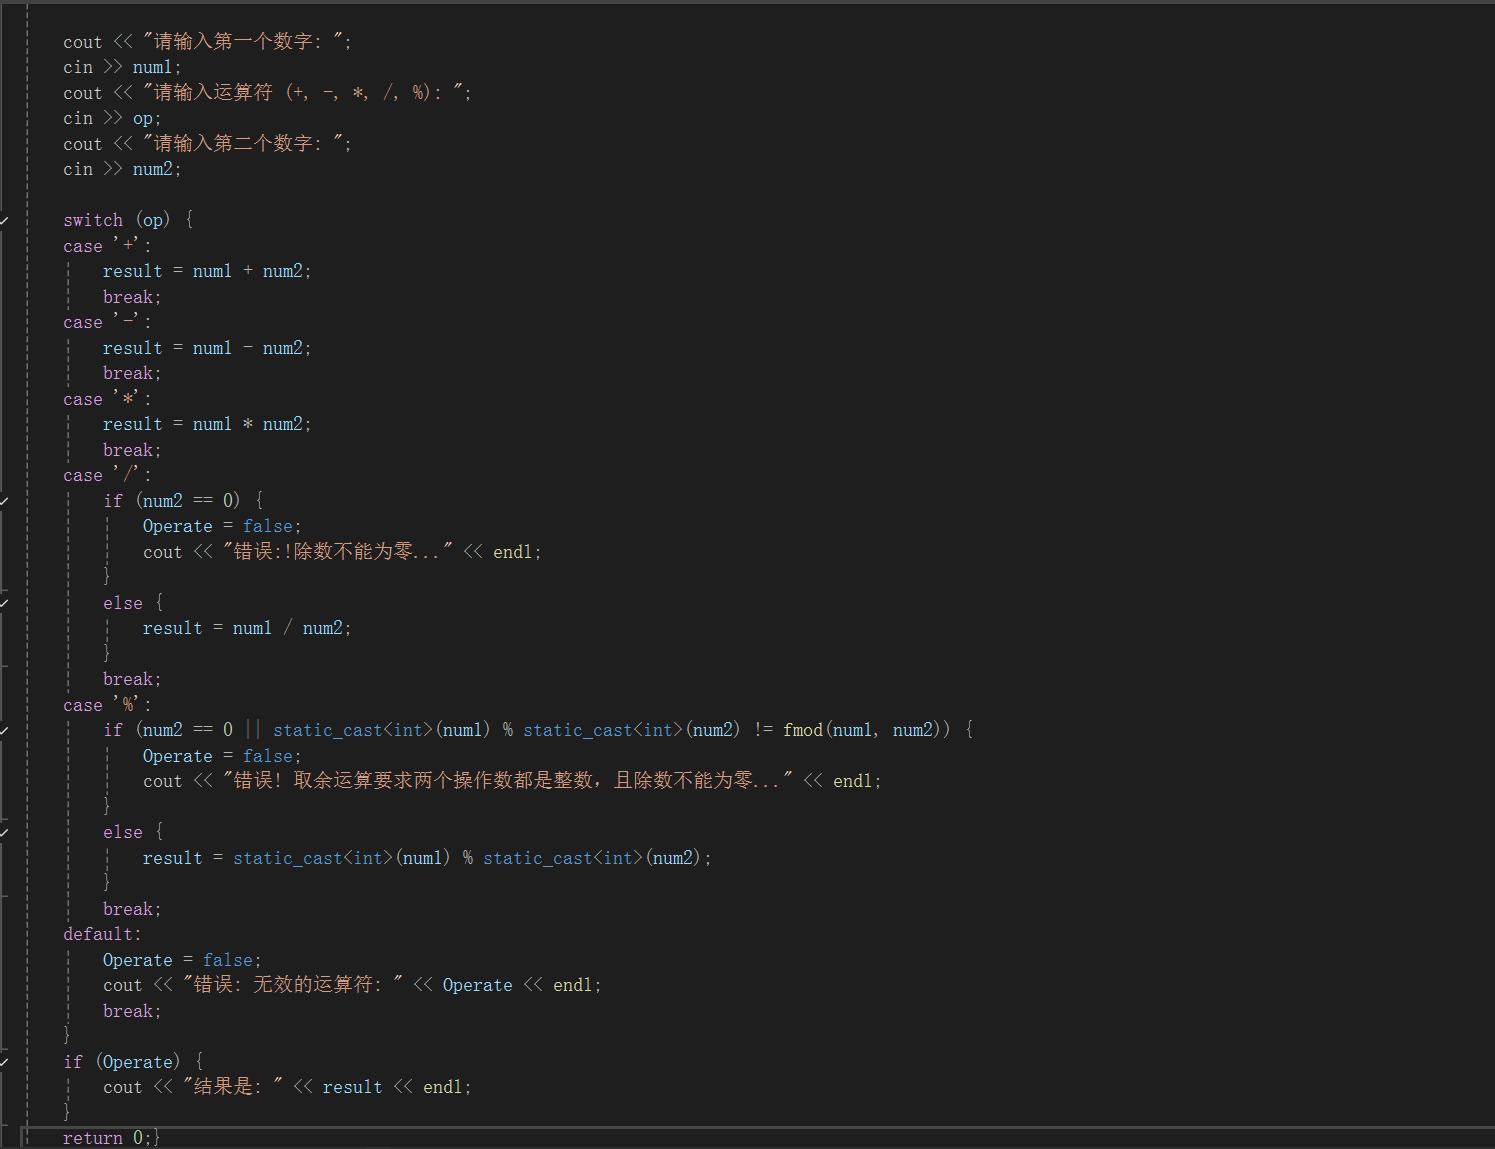 cout << "请输入第一个数字: ";
cin >> num1;
cout << "请输入运算符 (+, -, *, /, %): ";
cin >> op;
cout << "请输入第二个数字: ";
cin >> num2;
switch (op) {
case '+':
result = num1 + num2;
break;
case '-':
result = num1 - num2;
break;
case '*':
result = num1 * num2;
break;
case '/':
if (num2 == 0) {
Operate = false;
cout << "错误:!除数不能为零..." << endl;
}
else {
result = num1 / num2;
}
break;
case '%':
if (num2 == 0 || static_cast<int>(num1) % static_cast<int>(num2) != fmod(num1, num2)) {
Operate = false;
cout << "错误! 取余运算要求两个操作数都是整数，且除数不能为零..." << endl;
}
else {
result = static_cast<int>(num1) % static_cast<int>(num2);
}
break;
default:
Operate = false;
cout << "错误: 无效的运算符: " << Operate << endl;
break;
}
if (Operate) {
cout << "结果是: " << result << endl;
}
return 0;}